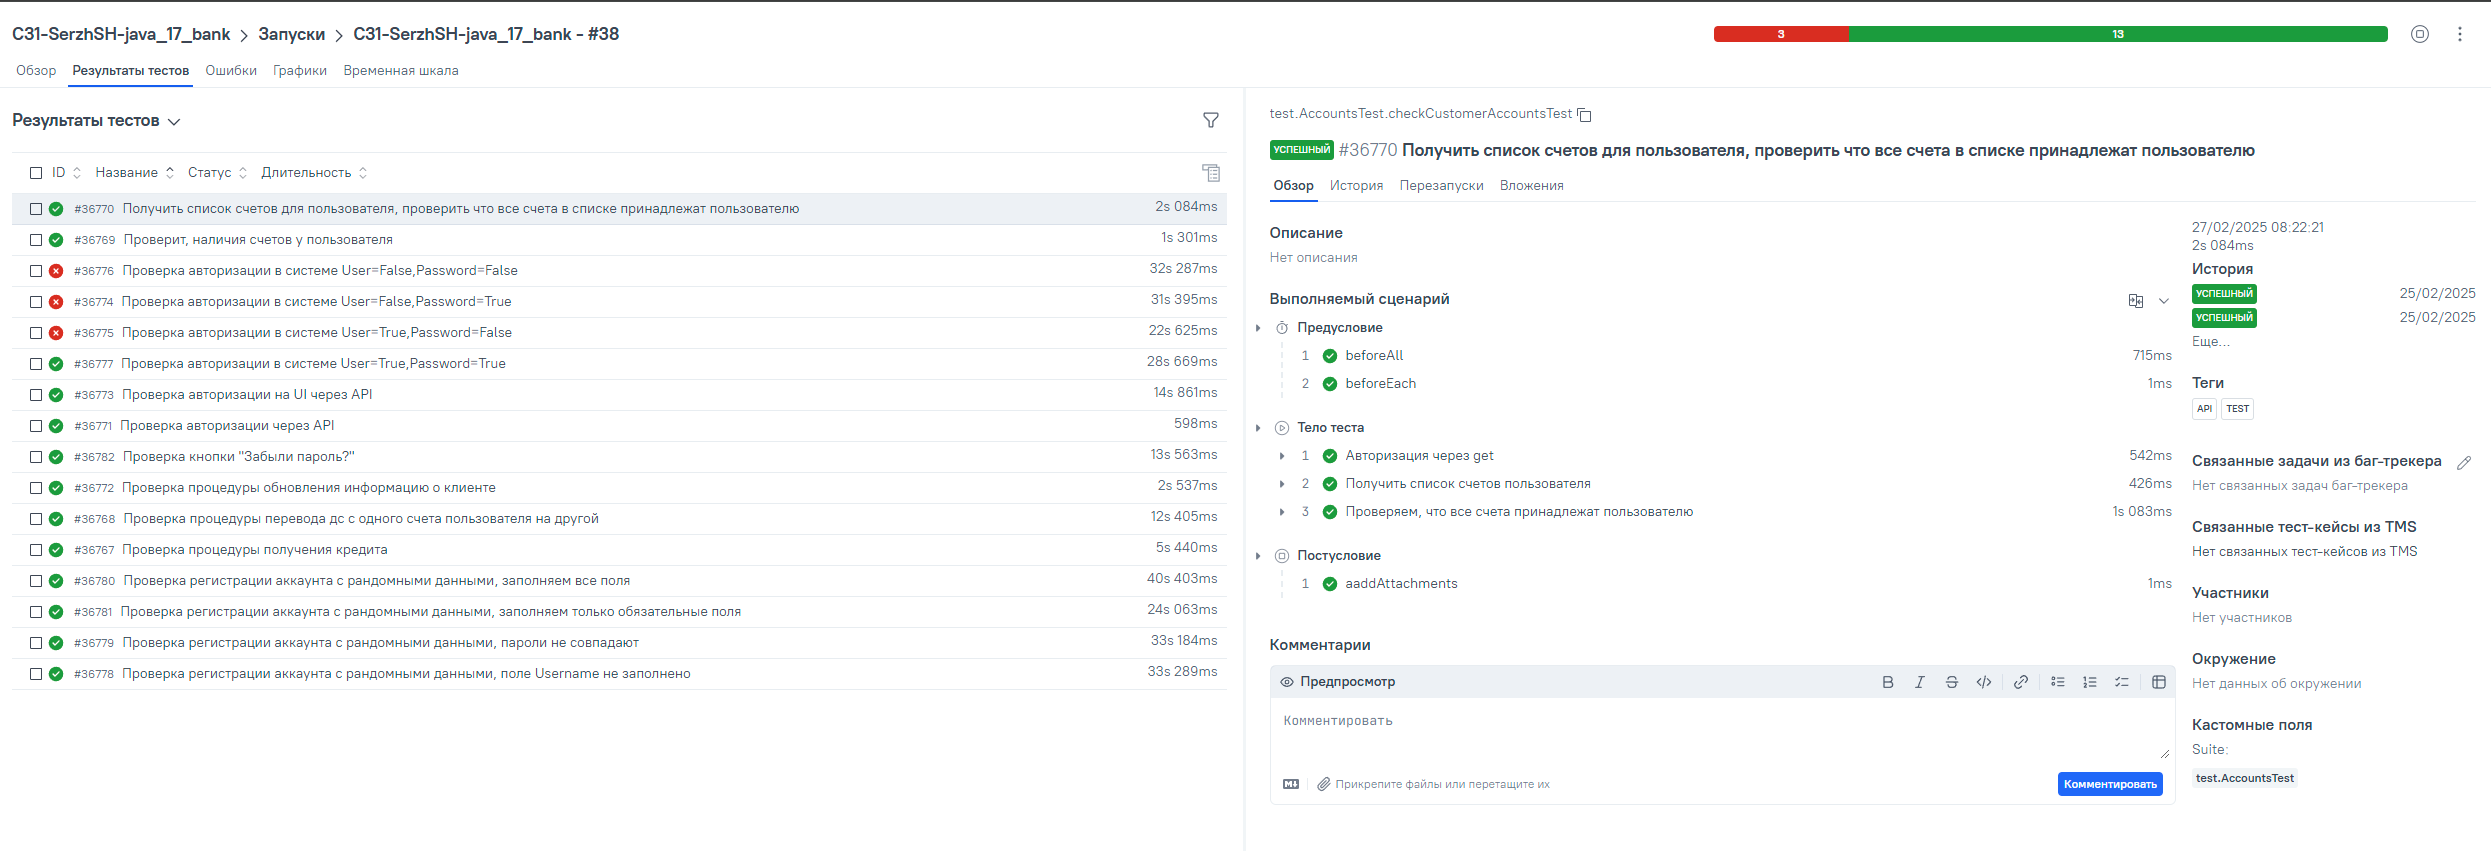 C31-SerzhSH-java_17_bank > Запуски > C31-SerzhSH-java_17_bank - #38
3 13
Обзор Результаты тестов Ошибки Графики Временная шкала
Результаты тестов
ID Название Статус Длительность
#36770 Получить список счетов для пользователя, проверить что все счета в списке принадлежат пользователю 2s 084ms
#36769 Проверит, наличия счетов у пользователя 1s 301ms
#36776 Проверка авторизации в системе User=False,Password=False 32s 287ms
#36774 Проверка авторизации в системе User=False,Password=True 31s 395ms
#36775 Проверка авторизации в системе User=True,Password=False 22s 625ms
#36777 Проверка авторизации в системе User=True,Password=True 28s 669ms
#36773 Проверка авторизации на UI через API 14s 861ms
#36771 Проверка авторизации через API 598ms
#36782 Проверка кнопки "Забыли пароль?" 13s 563ms
#36772 Проверка процедуры обновления информацию о клиенте 2s 537ms
#36768 Проверка процедуры перевода дс с одного счета пользователя на другой 12s 405ms
#36767 Проверка процедуры получения кредита 5s 440ms
#36780 Проверка регистрации аккаунта с рандомными данными, заполняем все поля 40s 403ms
#36781 Проверка регистрации аккаунта с рандомными данными, заполняем только обязательные поля 24s 063ms
#36779 Проверка регистрации аккаунта с рандомными данными, пароли не совпадают 33s 184ms
#36778 Проверка регистрации аккаунта с рандомными данными, поле Username не заполнено 33s 289ms
test.AccountsTest.checkCustomerAccountsTest
УСПЕШНЫЙ #36770 Получить список счетов для пользователя, проверить что все счета в списке принадлежат пользователю
Обзор История Перезапуски Вложения
Описание
Нет описания
Выполняемый сценарий
Предусловие
1 beforeAll 715ms
2 beforeEach 1ms
Тело теста
1 Авторизация через get 542ms
2 Получить список счетов пользователя 426ms
3 Проверяем, что все счета принадлежат пользователю 1s 083ms
Постусловие
1 aaddAttachments 1ms
Комментарии
Предпросмотр
Комментировать
Прикрепите файлы или перетащите их
Комментировать
27/02/2025 08:22:21
2s 084ms
История
УСПЕШНЫЙ 25/02/2025
УСПЕШНЫЙ 25/02/2025
Еще...
Теги
API TEST
Связанные задачи из баг-трекера
Нет связанных задач баг-трекера
Связанные тест-кейсы из TMS
Нет связанных тест-кейсов из TMS
Участники
Нет участников
Окружение
Нет данных об окружении
Кастомные поля
Suite:
test.AccountsTest